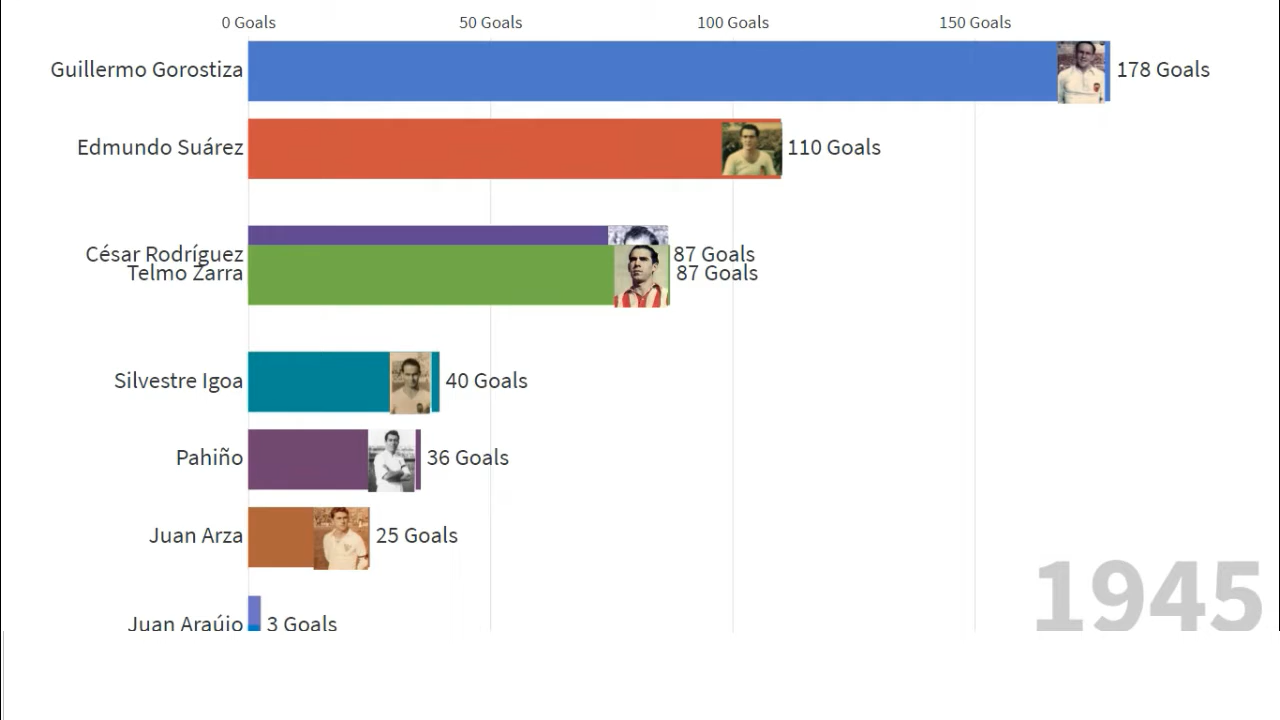 0 Goals 50 Goals 100 Goals 150 Goals
Guillermo Gorostiza 178 Goals
Edmundo Suárez 110 Goals
César Rodríguez 87 Goals
Telmo Zarra 87 Goals
Silvestre Igoa 40 Goals
Pahiño 36 Goals
Juan Arza 25 Goals
Juan Araújo 3 Goals
1945